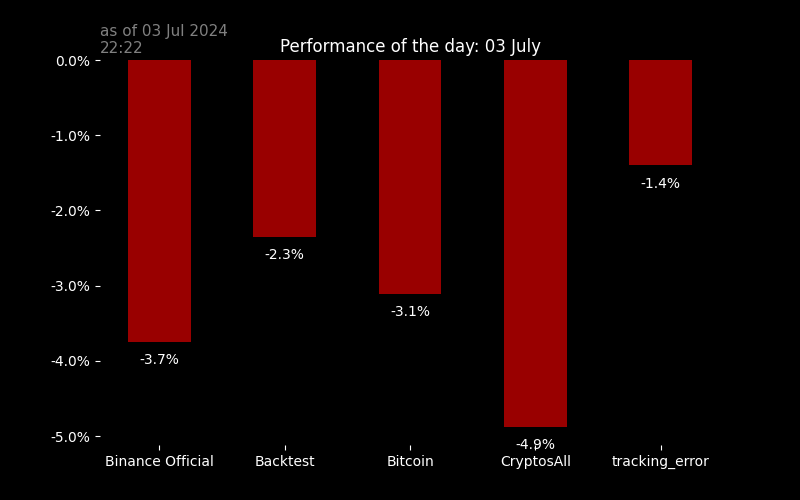 as of 03 Jul 2024
22:22
Performance of the day: 03 July
0.0%
-1.0%
-2.0%
-3.0%
-4.0%
-5.0%
-3.7%
-2.3%
-3.1%
-4.9%
-1.4%
Binance Official
Backtest
Bitcoin
CryptosAll
tracking_error